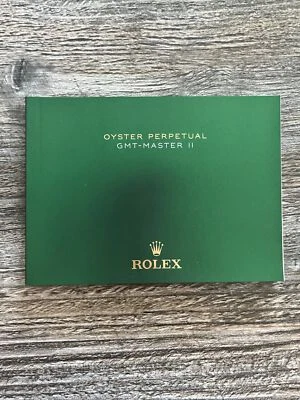 OYSTER PERPETUAL
GMT-MASTER II
ROLEX